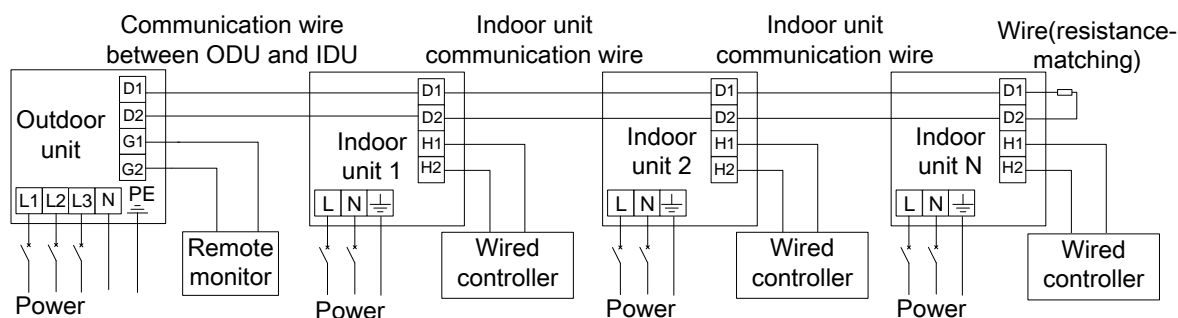 Communication wire
between ODU and IDU
Indoor unit
communication wire
Indoor unit
communication wire
Wire(resistance-
matching)
Outdoor
unit
D1
D2
G1
G2
L1 L2 L3 N PE
Power
Remote
monitor
Indoor
unit 1
D1
D2
H1
H2
L N
Power
Wired
controller
Indoor
unit 2
D1
D2
H1
H2
L N
Power
Wired
controller
Indoor
unit N
D1
D2
H1
H2
L N
Power
Wired
controller